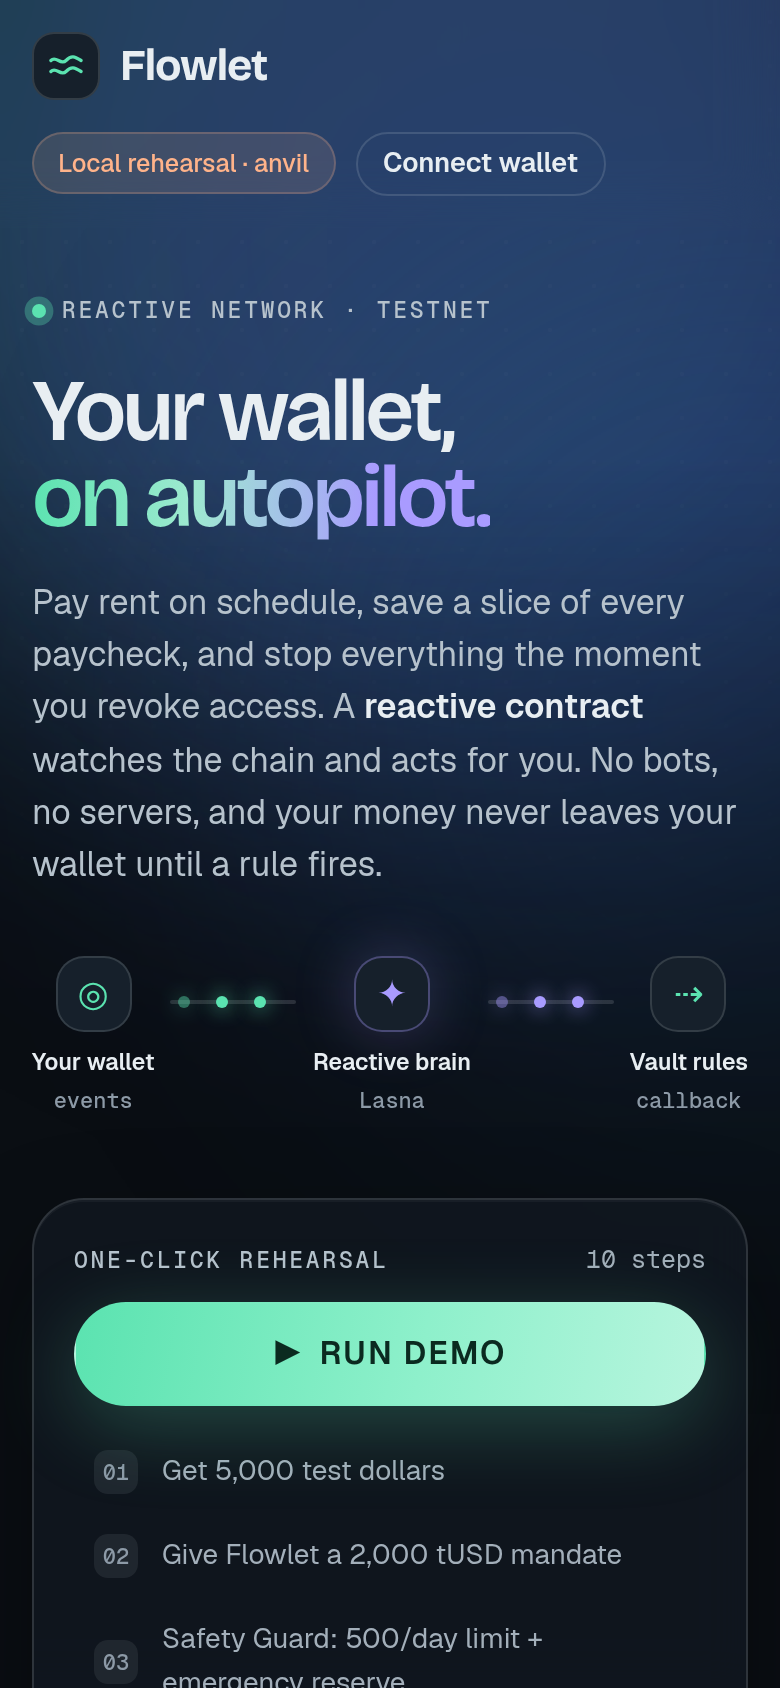 Flowlet
Local rehearsal · anvil
Connect wallet
REACTIVE NETWORK · TESTNET
Your wallet,
on autopilot.
Pay rent on schedule, save a slice of every
paycheck, and stop everything the moment
you revoke access. A reactive contract
watches the chain and acts for you. No bots,
no servers, and your money never leaves your
wallet until a rule fires.
Your wallet
events
Reactive brain
Lasna
Vault rules
callback
ONE-CLICK REHEARSAL
10 steps
▶ RUN DEMO
01 Get 5,000 test dollars
02 Give Flowlet a 2,000 tUSD mandate
03 Safety Guard: 500/day limit +
emergency reserve